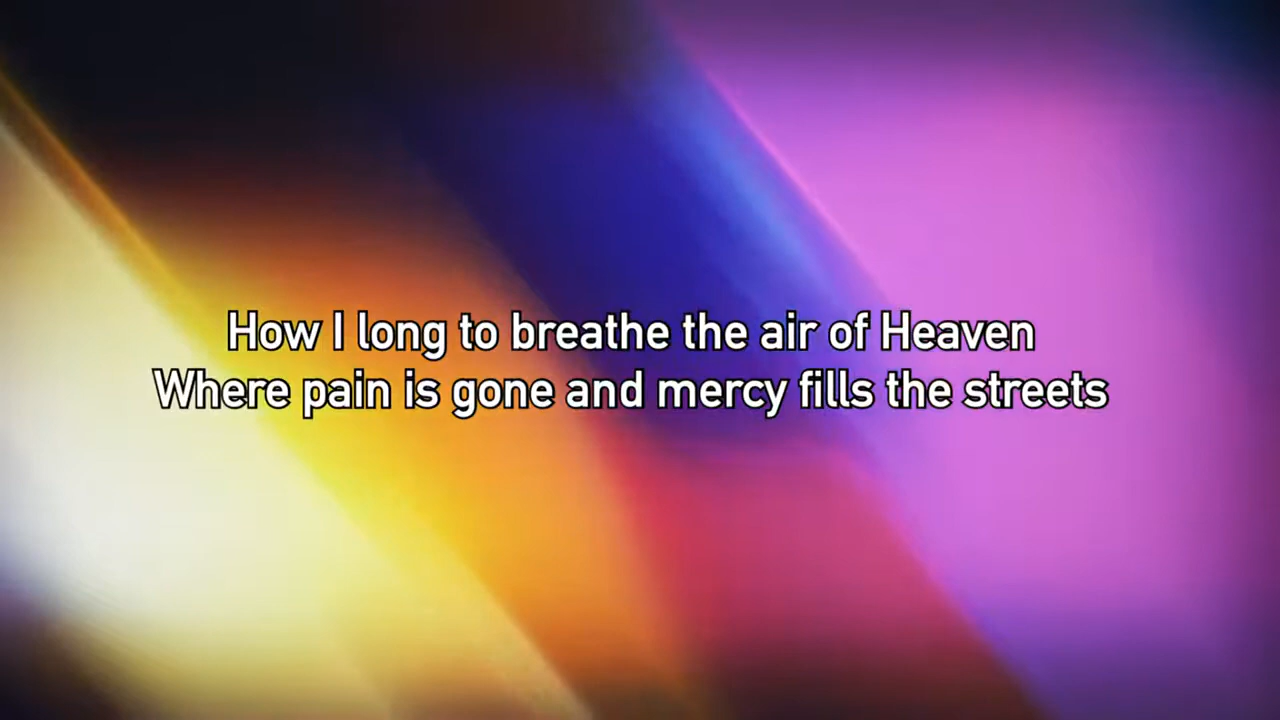 How I long to breathe the air of Heaven
Where pain is gone and mercy fills the streets